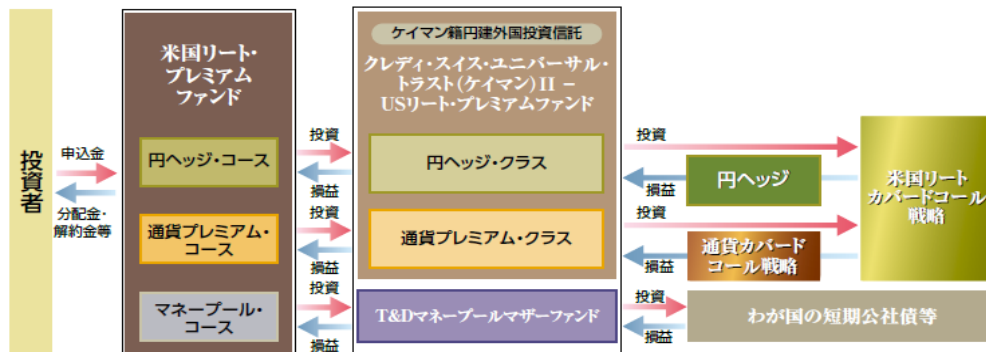 投資者
申込金
分配金・
解約金等
米国リート・
プレミアム
ファンド
円ヘッジ・コース
通貨プレミアム・
コース
マネープール・
コース
投資
損益
投資
損益
投資
損益
ケイマン籍円建外国投資信託
クレディ・スイス・ユニバーサル・
トラスト(ケイマン)II －
USリート・プレミアムファンド
円ヘッジ・クラス
通貨プレミアム・クラス
T&Dマネープールマザーファンド
投資
損益
円ヘッジ
投資
損益
通貨カバード
コール戦略
投資
損益
米国リート
カバードコール
戦略
わが国の短期公社債等